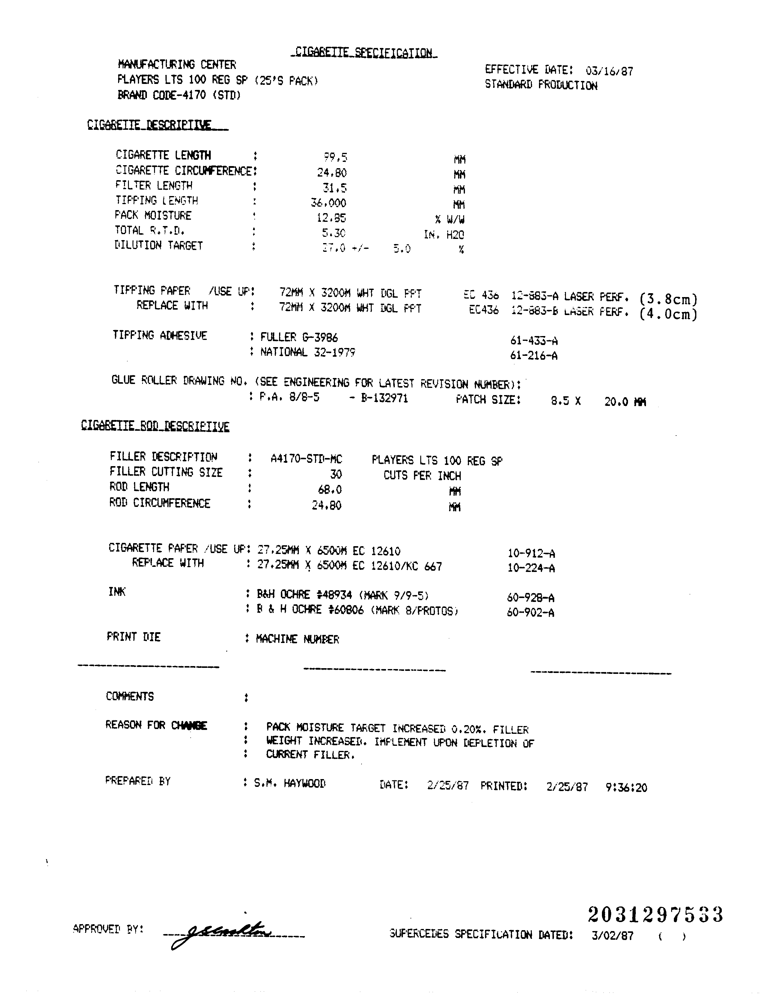 CIGARETTE SPECIFICATION
MANUFACTURING CENTER
EFFECTIVE DATE: 03/16/87
PLAYERS LTS 100 REG SP (25'S PACK)
STANDARD PRODUCTION
BRAND CODE-4170 (STD)
CIGARETTE DESCRIPTIVE
CIGARETTE LENGTH : 99.5 MM
CIGARETTE CIRCUMFERENCE: 24.80 MM
FILTER LENGTH : 31.5 MM
TIPPING LENGTH : 36.000 MM
PACK MOISTURE : 12.85 % W/W
TOTAL R.T.D. : 5.30 IN. H2O
DILUTION TARGET : 27.0 +/- 5.0 %
TIPPING PAPER /USE UP: 72MM X 3200M WHT DGL PPT EC 436 12-883-A LASER PERF. (3.8cm)
REPLACE WITH : 72MM X 3200M WHT DGL PPT EC436 12-883-B LASER PERF. (4.0cm)
TIPPING ADHESIVE : FULLER G-3986 61-433-A
: NATIONAL 32-1979 61-216-A
GLUE ROLLER DRAWING NO. (SEE ENGINEERING FOR LATEST REVISION NUMBER):
: P.A. 8/8-5 - B-132971 PATCH SIZE: 8.5 X 20.0 MM
CIGARETTE ROD DESCRIPTIVE
FILLER DESCRIPTION : A4170-STD-MC PLAYERS LTS 100 REG SP
FILLER CUTTING SIZE : 30 CUTS PER INCH
ROD LENGTH : 68.0 MM
ROD CIRCUMFERENCE : 24.80 MM
CIGARETTE PAPER /USE UP: 27.25MM X 6500M EC 12610 10-912-A
REPLACE WITH : 27.25MM X 6500M EC 12610/KC 667 10-224-A
INK : B&H OCHRE #48934 (MARK 9/9-5) 60-928-A
: B & H OCHRE #60806 (MARK 8/PROTOS) 60-902-A
PRINT DIE : MACHINE NUMBER
COMMENTS :
REASON FOR CHANGE : PACK MOISTURE TARGET INCREASED 0.20%. FILLER
: WEIGHT INCREASED. IMPLEMENT UPON DEPLETION OF
: CURRENT FILLER.
PREPARED BY : S.M. HAYWOOD DATE: 2/25/87 PRINTED: 2/25/87 9:36:20
2031297533
APPROVED BY:
SUPERCEDES SPECIFICATION DATED: 3/02/87 ( )